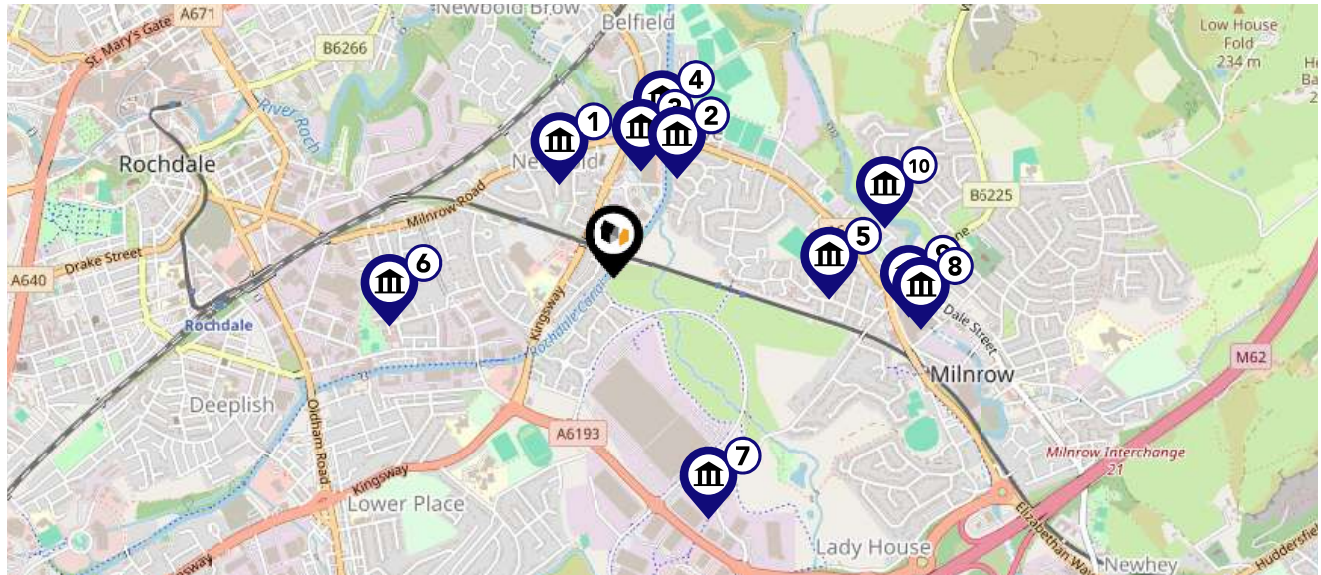 A671
Newbold Brow
Belfield
St. Mary's Gate
B6266
Low House
Fold
234 m
River Roch
4
3
2
1
Rochdale
10
B6225
Milnrow Road
Drake Street
A640
5
6
9
8
Rochdale
Kingsway
Rochdale Canal
Dale Street
M62
Milnrow
Deeplish
Oldham Road
A6193
7
Milnrow Interchange
21
Kingsway
Lower Place
Elizabethan Way
Lady House
Newhey
Huddersfield